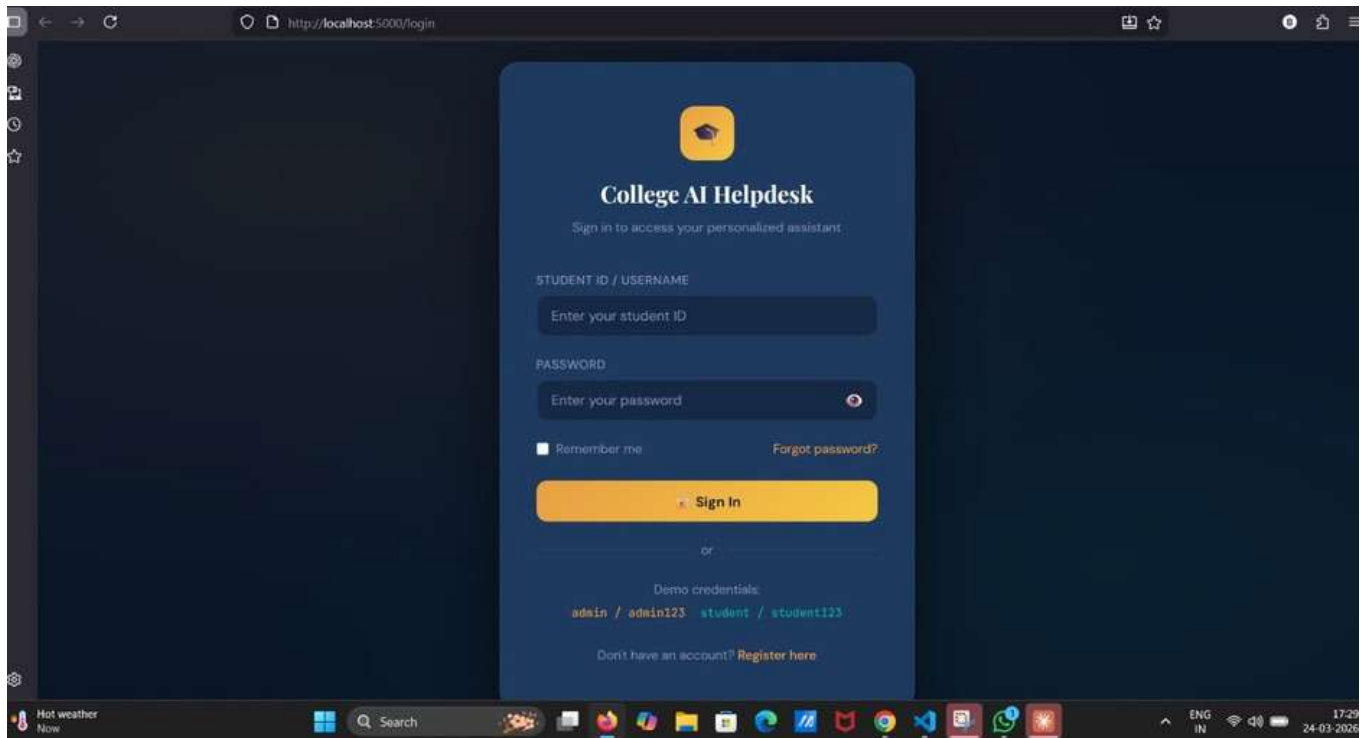 http://localhost:5000/login
College AI Helpdesk
Sign in to access your personalized assistant
STUDENT ID / USERNAME
Enter your student ID
PASSWORD
Enter your password
Remember me
Forgot password?
Sign In
or
Demo credentials:
admin / admin123 student / student123
Don't have an account? Register here
Hot weather
Now
Search
ENG
IN
17:29
24-03-2026